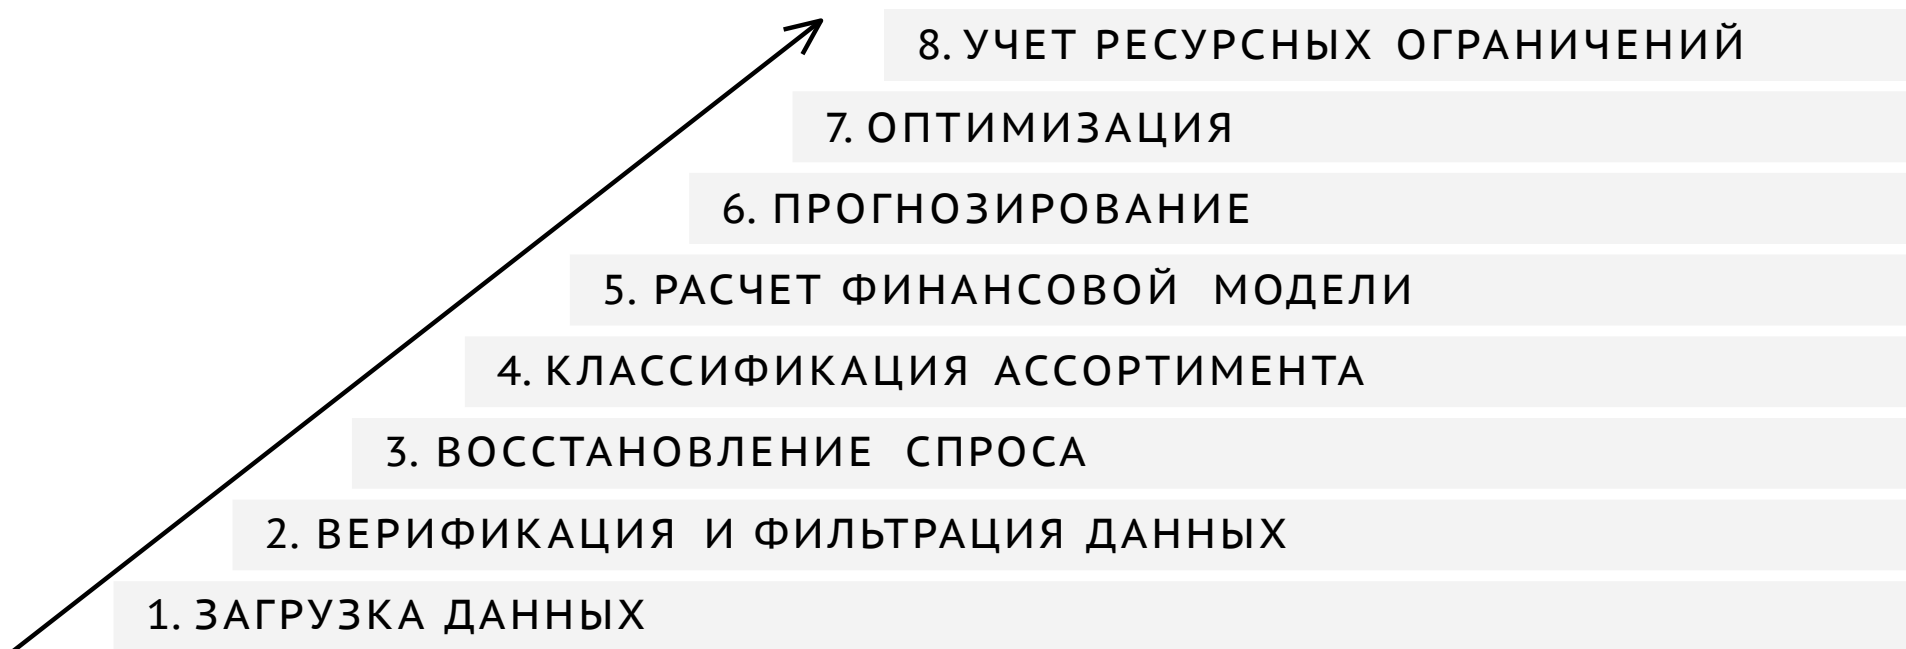 8. УЧЕТ РЕСУРСНЫХ ОГРАНИЧЕНИЙ
7. ОПТИМИЗАЦИЯ
6. ПРОГНОЗИРОВАНИЕ
5. РАСЧЕТ ФИНАНСОВОЙ МОДЕЛИ
4. КЛАССИФИКАЦИЯ АССОРТИМЕНТА
3. ВОССТАНОВЛЕНИЕ СПРОСА
2. ВЕРИФИКАЦИЯ И ФИЛЬТРАЦИЯ ДАННЫХ
1. ЗАГРУЗКА ДАННЫХ